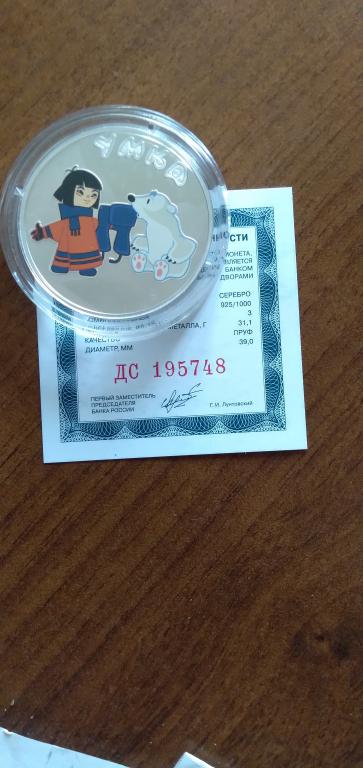 УМКА
НОСТИ
МОНЕТА,
ЯВЛЯЕТСЯ
БАНКОМ
ДВОРАМИ
СЕРЕБРО
925/1000
3
МЕТАЛЛА, Г 31,1
КАЧЕСТВО ПРУФ
ДИАМЕТР, ММ 39,0
ДС 195748
ПЕРВЫЙ ЗАМЕСТИТЕЛЬ
ПРЕДСЕДАТЕЛЯ
БАНКА РОССИИ Г.И. Лунтовский